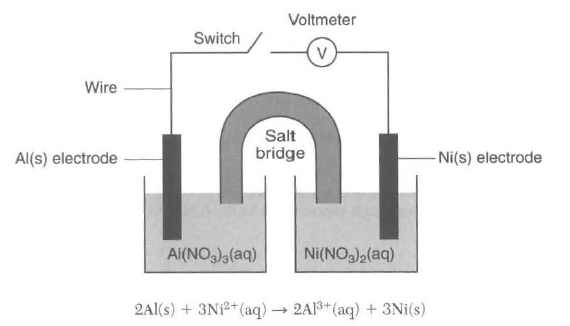 Voltmeter
Switch
V
Wire
Salt
bridge
Al(s) electrode
Ni(s) electrode
Al(NO₃)₃(aq)
Ni(NO₃)₂(aq)
2Al(s) + 3Ni²⁺(aq) → 2Al³⁺(aq) + 3Ni(s)